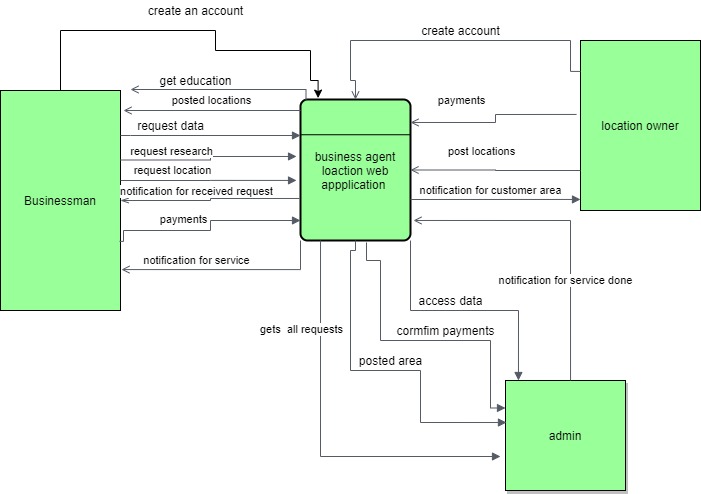 create an account
create account
get education
posted locations
payments
request data
location owner
request research
post locations
business agent
loaction web
appplication
request location
notification for received request
notification for customer area
Businessman
payments
notification for service
notification for service done
access data
gets all requests
cormfim payments
posted area
admin